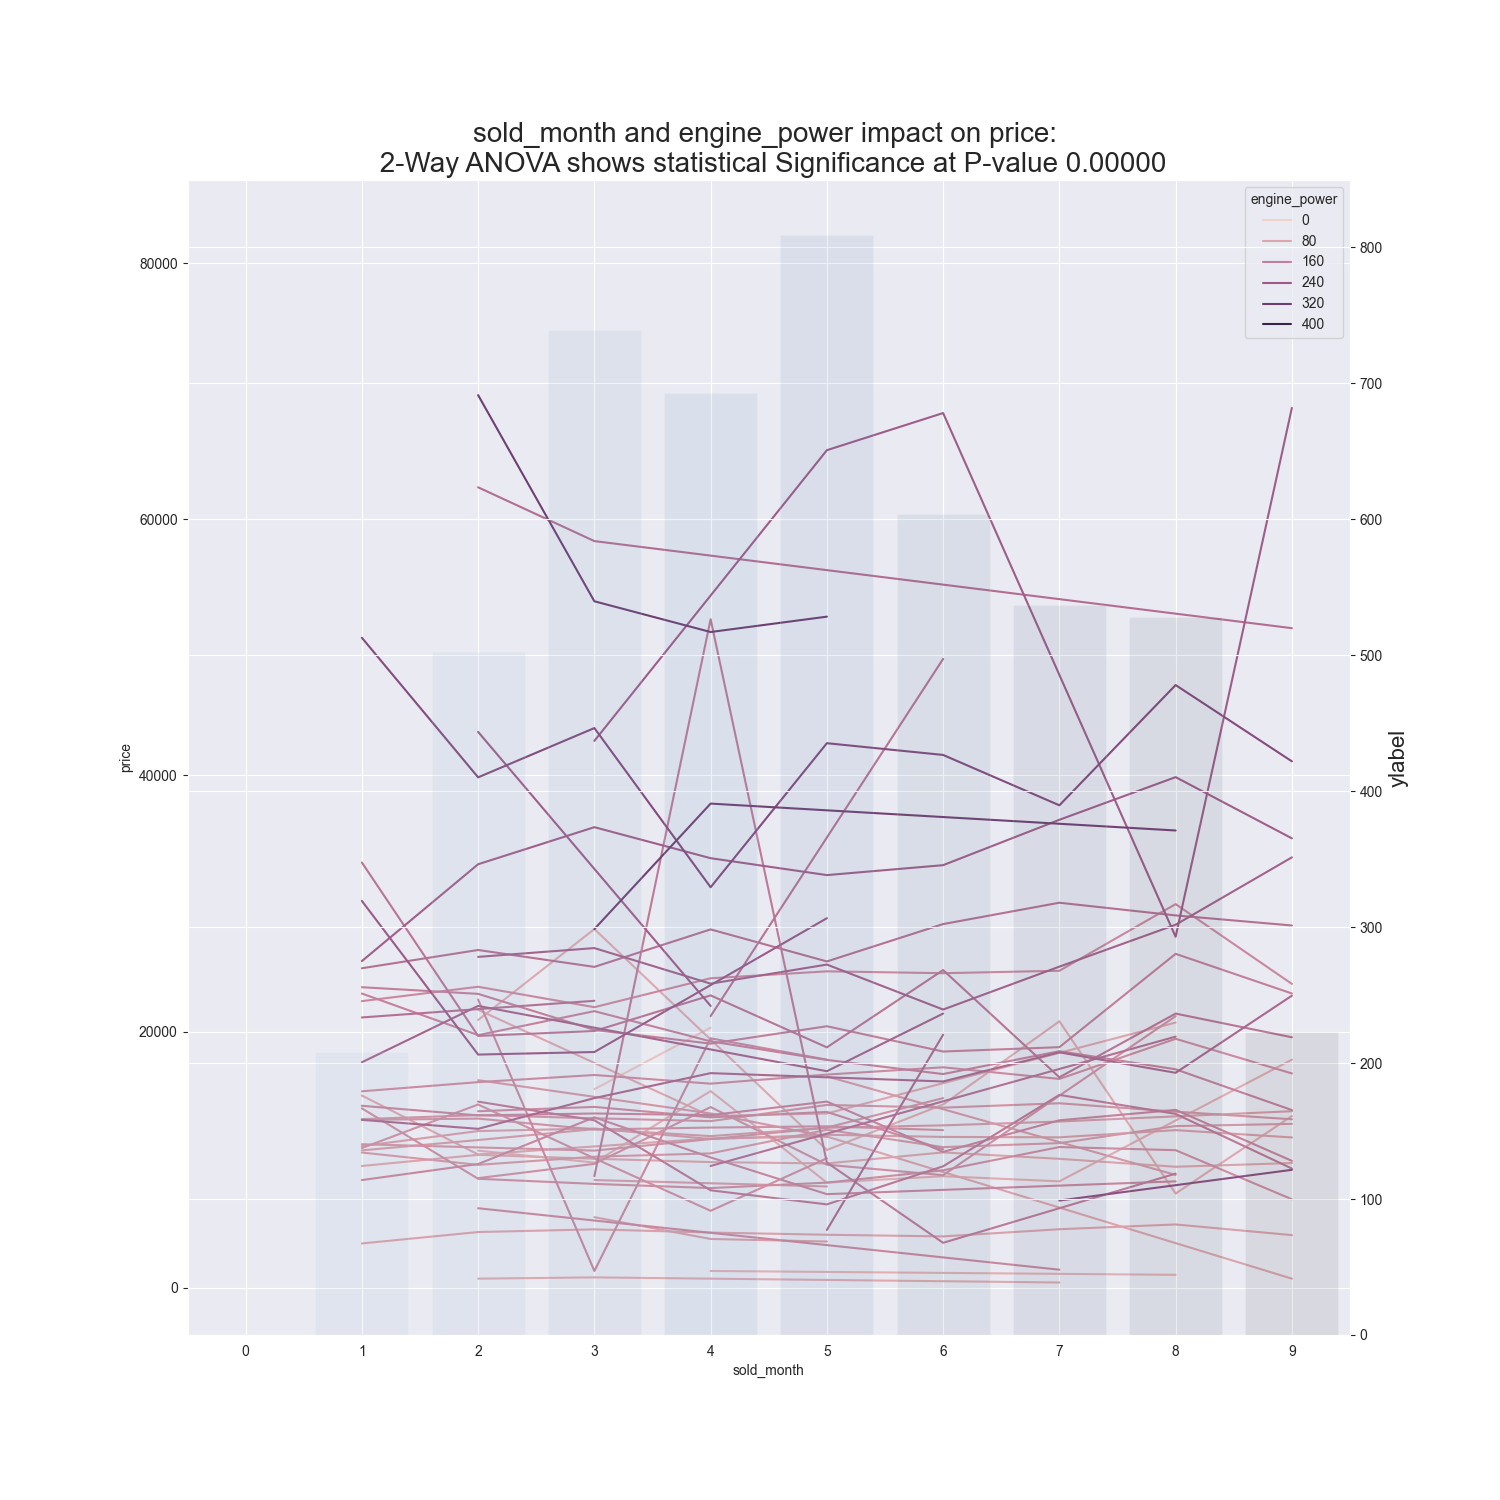 sold_month and engine_power impact on price:
2-Way ANOVA shows statistical Significance at P-value 0.00000
engine_power
0
80
160
240
320
400
80000
60000
40000
20000
0
price
800
700
600
500
400
300
200
100
0
ylabel
0 1 2 3 4 5 6 7 8 9
sold_month